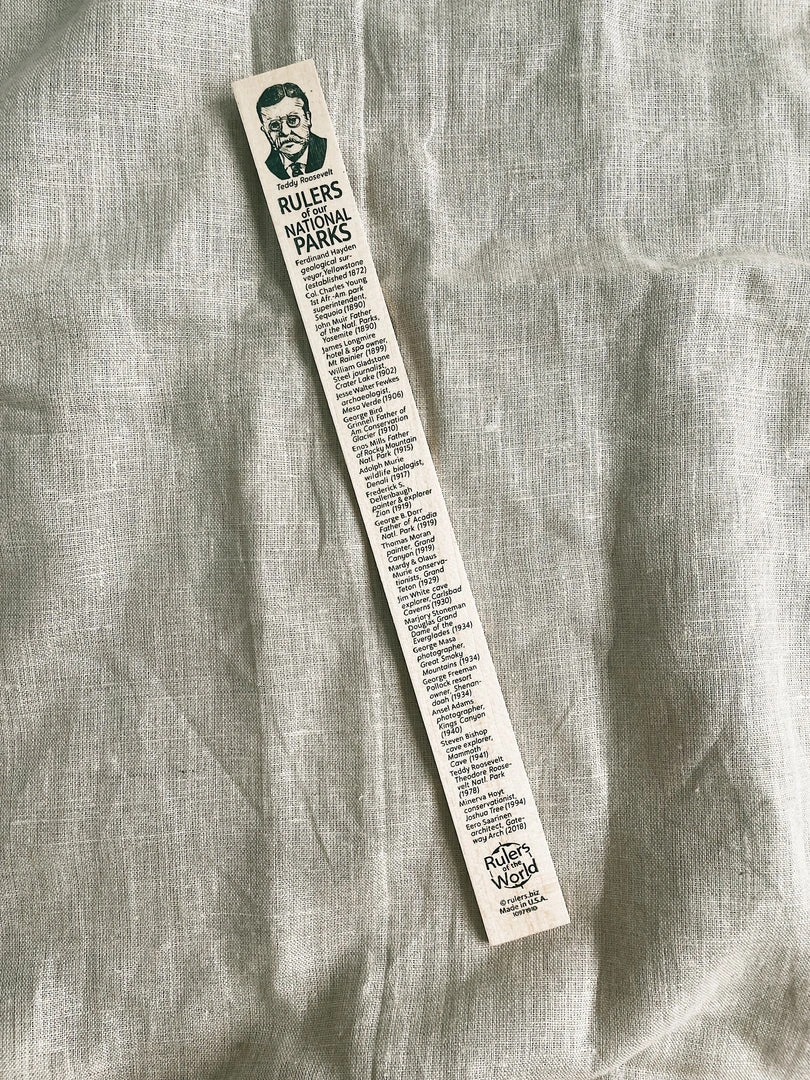 Teddy Roosevelt
RULERS
of our
NATIONAL
PARKS
Ferdinand Hayden
geological sur-
veyor, Yellowstone
(established 1872)
Col. Charles Young
1st Afr-Am park
superintendent,
Sequoia (1890)
John Muir Father
of the Natl. Parks,
Yosemite (1890)
James Longmire
hotel & spa owner,
Mt Rainier (1899)
William Gladstone
Steel journalist,
Crater Lake (1902)
Jesse Walter Fewkes
archaeologist,
Mesa Verde (1906)
George Bird
Grinnell Father of
Am Conservation
Glacier (1910)
Enos Mills Father
of Rocky Mountain
Natl. Park (1915)
Adolph Murie
wildlife biologist,
Denali (1917)
Frederick S.
Dellenbaugh
painter & explorer
Zion (1919)
George B. Dorr
Father of Acadia
Natl. Park (1919)
Thomas Moran
painter, Grand
Canyon (1919)
Mardy & Olaus
Murie conserva-
tionists, Grand
Teton (1929)
Jim White cave
explorer, Carlsbad
Caverns (1930)
Marjory Stoneman
Douglas Grand
Dame of the
Everglades (1934)
George Masa
photographer,
Great Smoky
Mountains (1934)
George Freeman
Pollock resort
owner, Shenan-
doah (1934)
Ansel Adams
photographer,
Kings Canyon
(1940)
Steven Bishop
cave explorer,
Mammoth
Cave (1941)
Teddy Roosevelt
Theodore Roose-
velt Natl. Park
(1978)
Minerva Hoyt
conservationist,
Joshua Tree (1994)
Eero Saarinen
architect, Gate-
way Arch (2018)
Rulers
of the
World
© rulers.biz
Made in U.S.A.